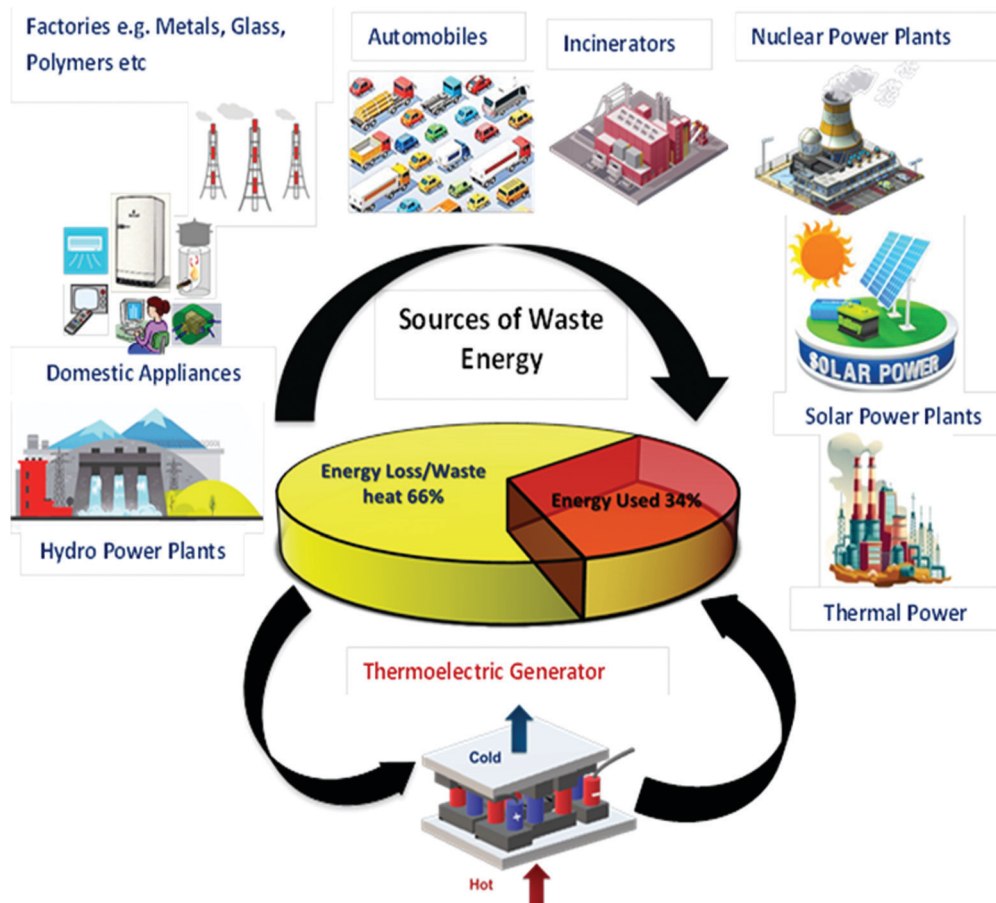 Factories e.g. Metals, Glass,
Polymers etc
Automobiles
Incinerators
Nuclear Power Plants
Domestic Appliances
Sources of Waste
Energy
SOLAR POWER
Solar Power Plants
Hydro Power Plants
Energy Loss/Waste
heat 66%
Energy Used 34%
Thermal Power
Thermoelectric Generator
Cold
+
-
Hot